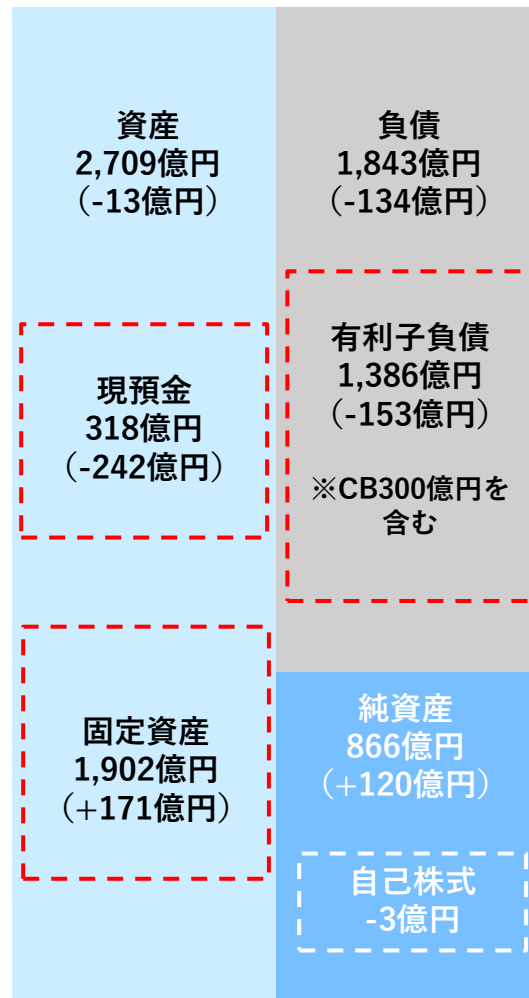 資産
2,709億円
（-13億円）
現預金
318億円
（-242億円）
固定資産
1,902億円
（+171億円）
負債
1,843億円
（-134億円）
有利子負債
1,386億円
（-153億円）
※CB300億円を
含む
純資産
866億円
（+120億円）
自己株式
-3億円